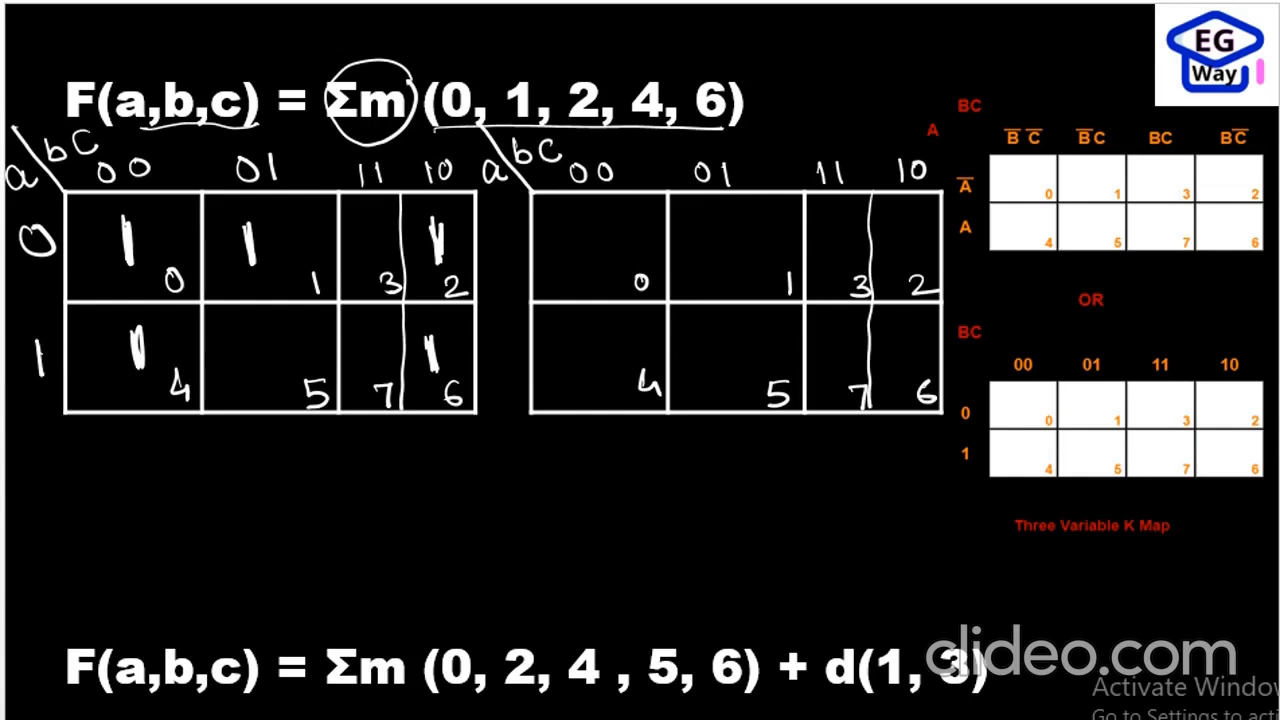 EG
Way
F(a,b,c) = Σm (0, 1, 2, 4, 6)
a bC 00 01 11 10
0 1 1 1
0 1 3 2
1 1 1
4 5 7 6
a bC 00 01 11 10
0 1 3 2
4 5 7 6
BC
A
B̅ C̅ B̅ C BC B C̅
A̅
0 1 3 2
A
4 5 7 6
OR
BC
00 01 11 10
0
0 1 3 2
1
4 5 7 6
Three Variable K Map
F(a,b,c) = Σm (0, 2, 4 , 5, 6) + d(1, 3)
clideo.com
Activate Windo
Go to Settings to acti